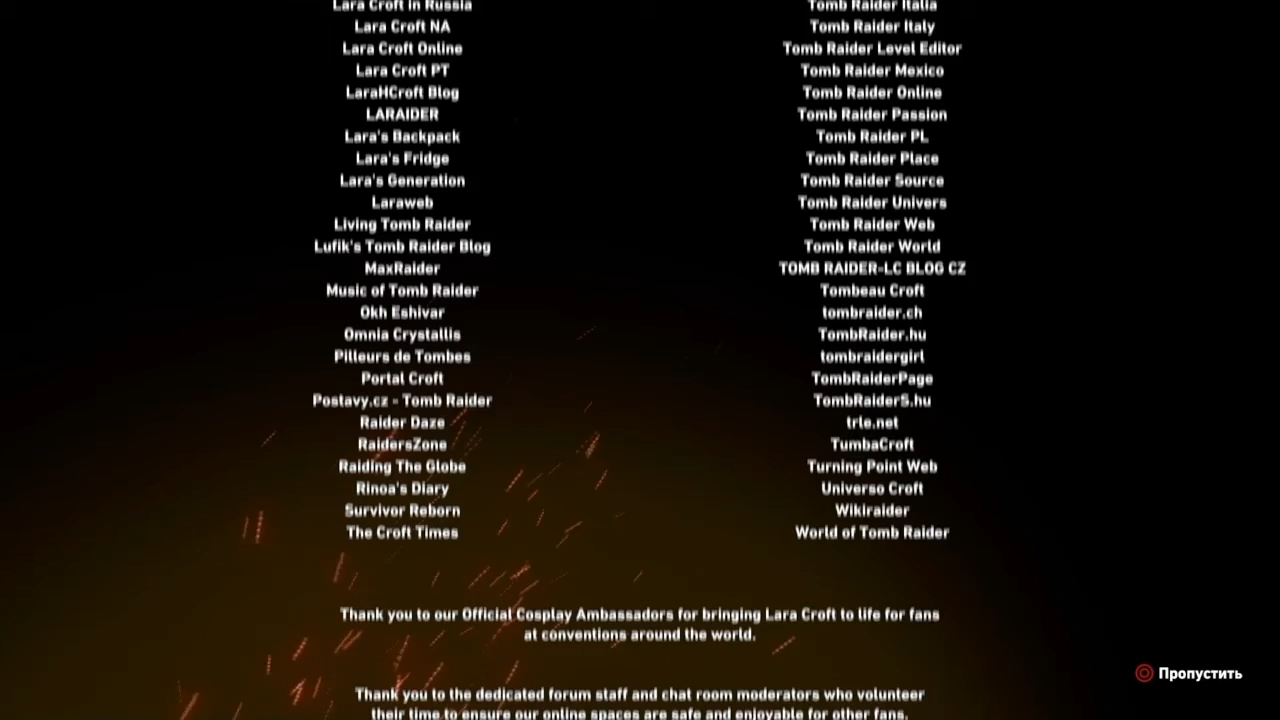 Lara Croft in Russia
Lara Croft NA
Lara Croft Online
Lara Croft PT
LaraHCroft Blog
LARAIDER
Lara's Backpack
Lara's Fridge
Lara's Generation
Laraweb
Living Tomb Raider
Lufik's Tomb Raider Blog
MaxRaider
Music of Tomb Raider
Okh Eshivar
Omnia Crystallis
Pilleurs de Tombes
Portal Croft
Postavy.cz - Tomb Raider
Raider Daze
RaidersZone
Raiding The Globe
Rinoa's Diary
Survivor Reborn
The Croft Times
Tomb Raider Italia
Tomb Raider Italy
Tomb Raider Level Editor
Tomb Raider Mexico
Tomb Raider Online
Tomb Raider Passion
Tomb Raider PL
Tomb Raider Place
Tomb Raider Source
Tomb Raider Univers
Tomb Raider Web
Tomb Raider World
TOMB RAIDER-LC BLOG CZ
Tombeau Croft
tombraider.ch
TombRaider.hu
tombraidergirl
TombRaiderPage
TombRaiderS.hu
trle.net
TumbaCroft
Turning Point Web
Universo Croft
Wikiraider
World of Tomb Raider
Thank you to our Official Cosplay Ambassadors for bringing Lara Croft to life for fans
at conventions around the world.
Thank you to the dedicated forum staff and chat room moderators who volunteer
their time to ensure our online spaces are safe and enjoyable for other fans.
Пропустить